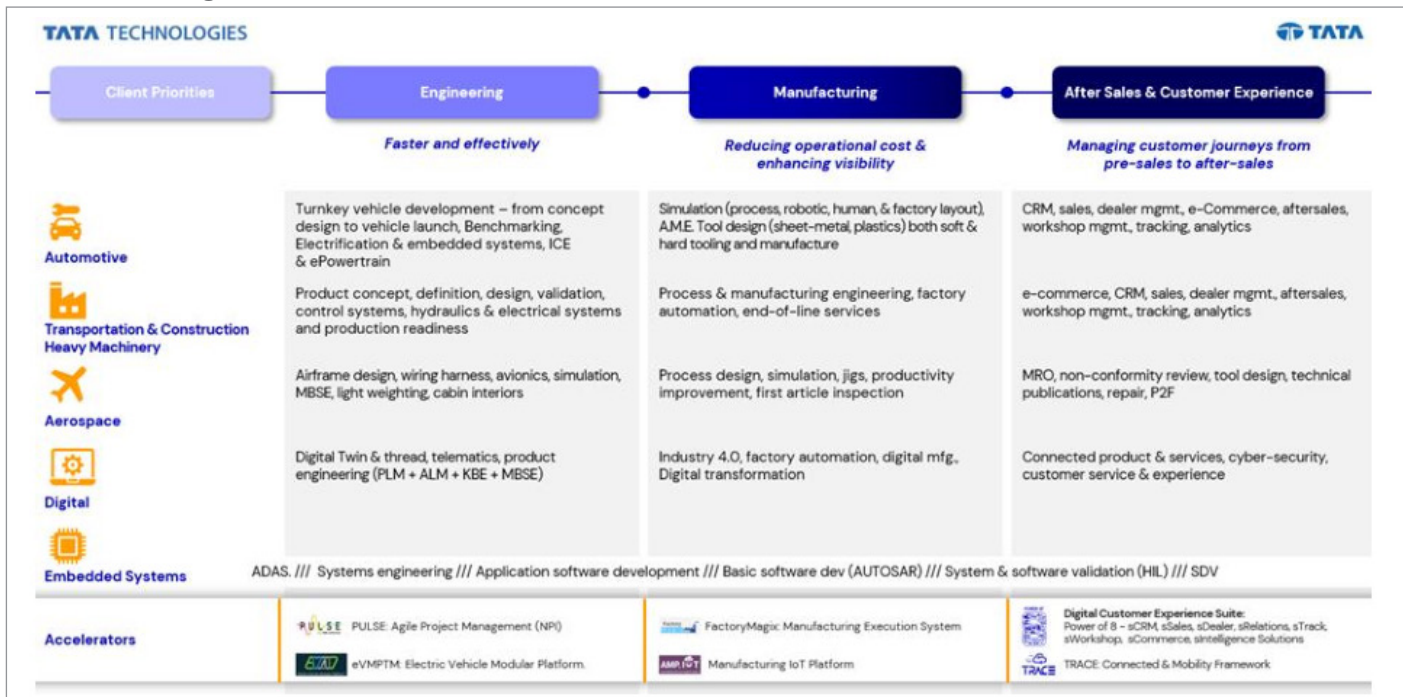 TATA TECHNOLOGIES
TATA
Client Priorities
Engineering
Manufacturing
After Sales & Customer Experience
Faster and effectively
Reducing operational cost &
enhancing visibility
Managing customer journeys from
pre-sales to after-sales
Automotive
Turnkey vehicle development – from concept
design to vehicle launch, Benchmarking,
Electrification & embedded systems, ICE
& ePowertrain
Simulation (process, robotic, human, & factory layout),
A.M.E. Tool design (sheet-metal, plastics) both soft &
hard tooling and manufacture
CRM, sales, dealer mgmt., e-Commerce, aftersales,
workshop mgmt., tracking, analytics
Transportation & Construction
Heavy Machinery
Product concept, definition, design, validation,
control systems, hydraulics & electrical systems
and production readiness
Process & manufacturing engineering, factory
automation, end-of-line services
e-commerce, CRM, sales, dealer mgmt., aftersales,
workshop mgmt., tracking, analytics
Aerospace
Airframe design, wiring harness, avionics, simulation,
MBSE, light weighting, cabin interiors
Process design, simulation, jigs, productivity
improvement, first article inspection
MRO, non-conformity review, tool design, technical
publications, repair, P2F
Digital
Digital Twin & thread, telematics, product
engineering (PLM + ALM + KBE + MBSE)
Industry 4.0, factory automation, digital mfg.,
Digital transformation
Connected product & services, cyber-security,
customer service & experience
Embedded Systems
ADAS. /// Systems engineering /// Application software development /// Basic software dev (AUTOSAR) /// System & software validation (HIL) /// SDV
Accelerators
PULSE
PULSE: Agile Project Management (NPI)
eVMPTM: Electric Vehicle Modular Platform.
FactoryMagix: Manufacturing Execution System
AMP.IoT
Manufacturing IoT Platform
Digital Customer Experience Suite:
Power of 8 - sCRM, sSales, sDealer, sRelations, sTrack,
sWorkshop, sCommerce, sIntelligence Solutions
TRACE
TRACE: Connected & Mobility Framework